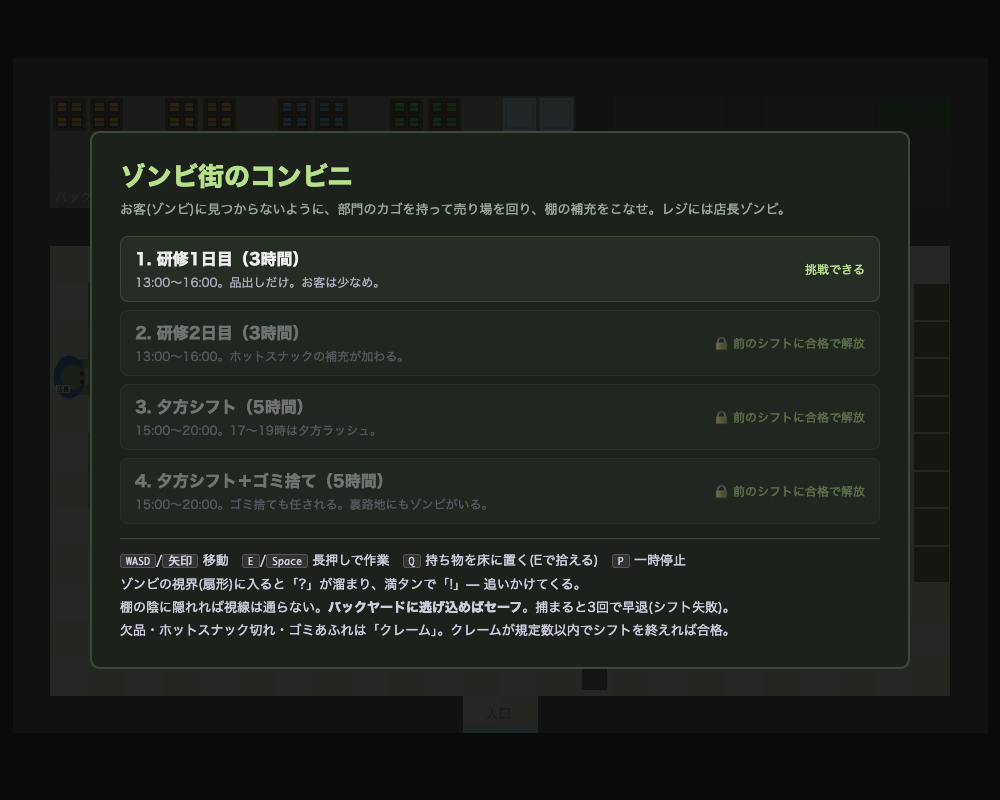 ゾンビ街のコンビニ
お客(ゾンビ)に見つからないように、部門のカゴを持って売り場を回り、棚の補充をこなせ。レジには店長ゾンビ。
1. 研修1日目（3時間）
挑戦できる
13:00〜16:00。品出しだけ。お客は少なめ。
2. 研修2日目（3時間）
🔒 前のシフトに合格で解放
13:00〜16:00。ホットスナックの補充が加わる。
3. 夕方シフト（5時間）
🔒 前のシフトに合格で解放
15:00〜20:00。17〜19時は夕方ラッシュ。
4. 夕方シフト＋ゴミ捨て（5時間）
🔒 前のシフトに合格で解放
15:00〜20:00。ゴミ捨ても任される。裏路地にもゾンビがいる。
WASD/矢印 移動 E/Space 長押しで作業 Q 持ち物を床に置く(Eで拾える) P 一時停止
ゾンビの視界(扇形)に入ると「?」が溜まり、満タンで「!」— 追いかけてくる。
棚の陰に隠れれば視線は通らない。バックヤードに逃げ込めばセーフ。捕まると3回で早退(シフト失敗)。
欠品・ホットスナック切れ・ゴミあふれは「クレーム」。クレームが規定数以内でシフトを終えれば合格。
バック
店長
入口